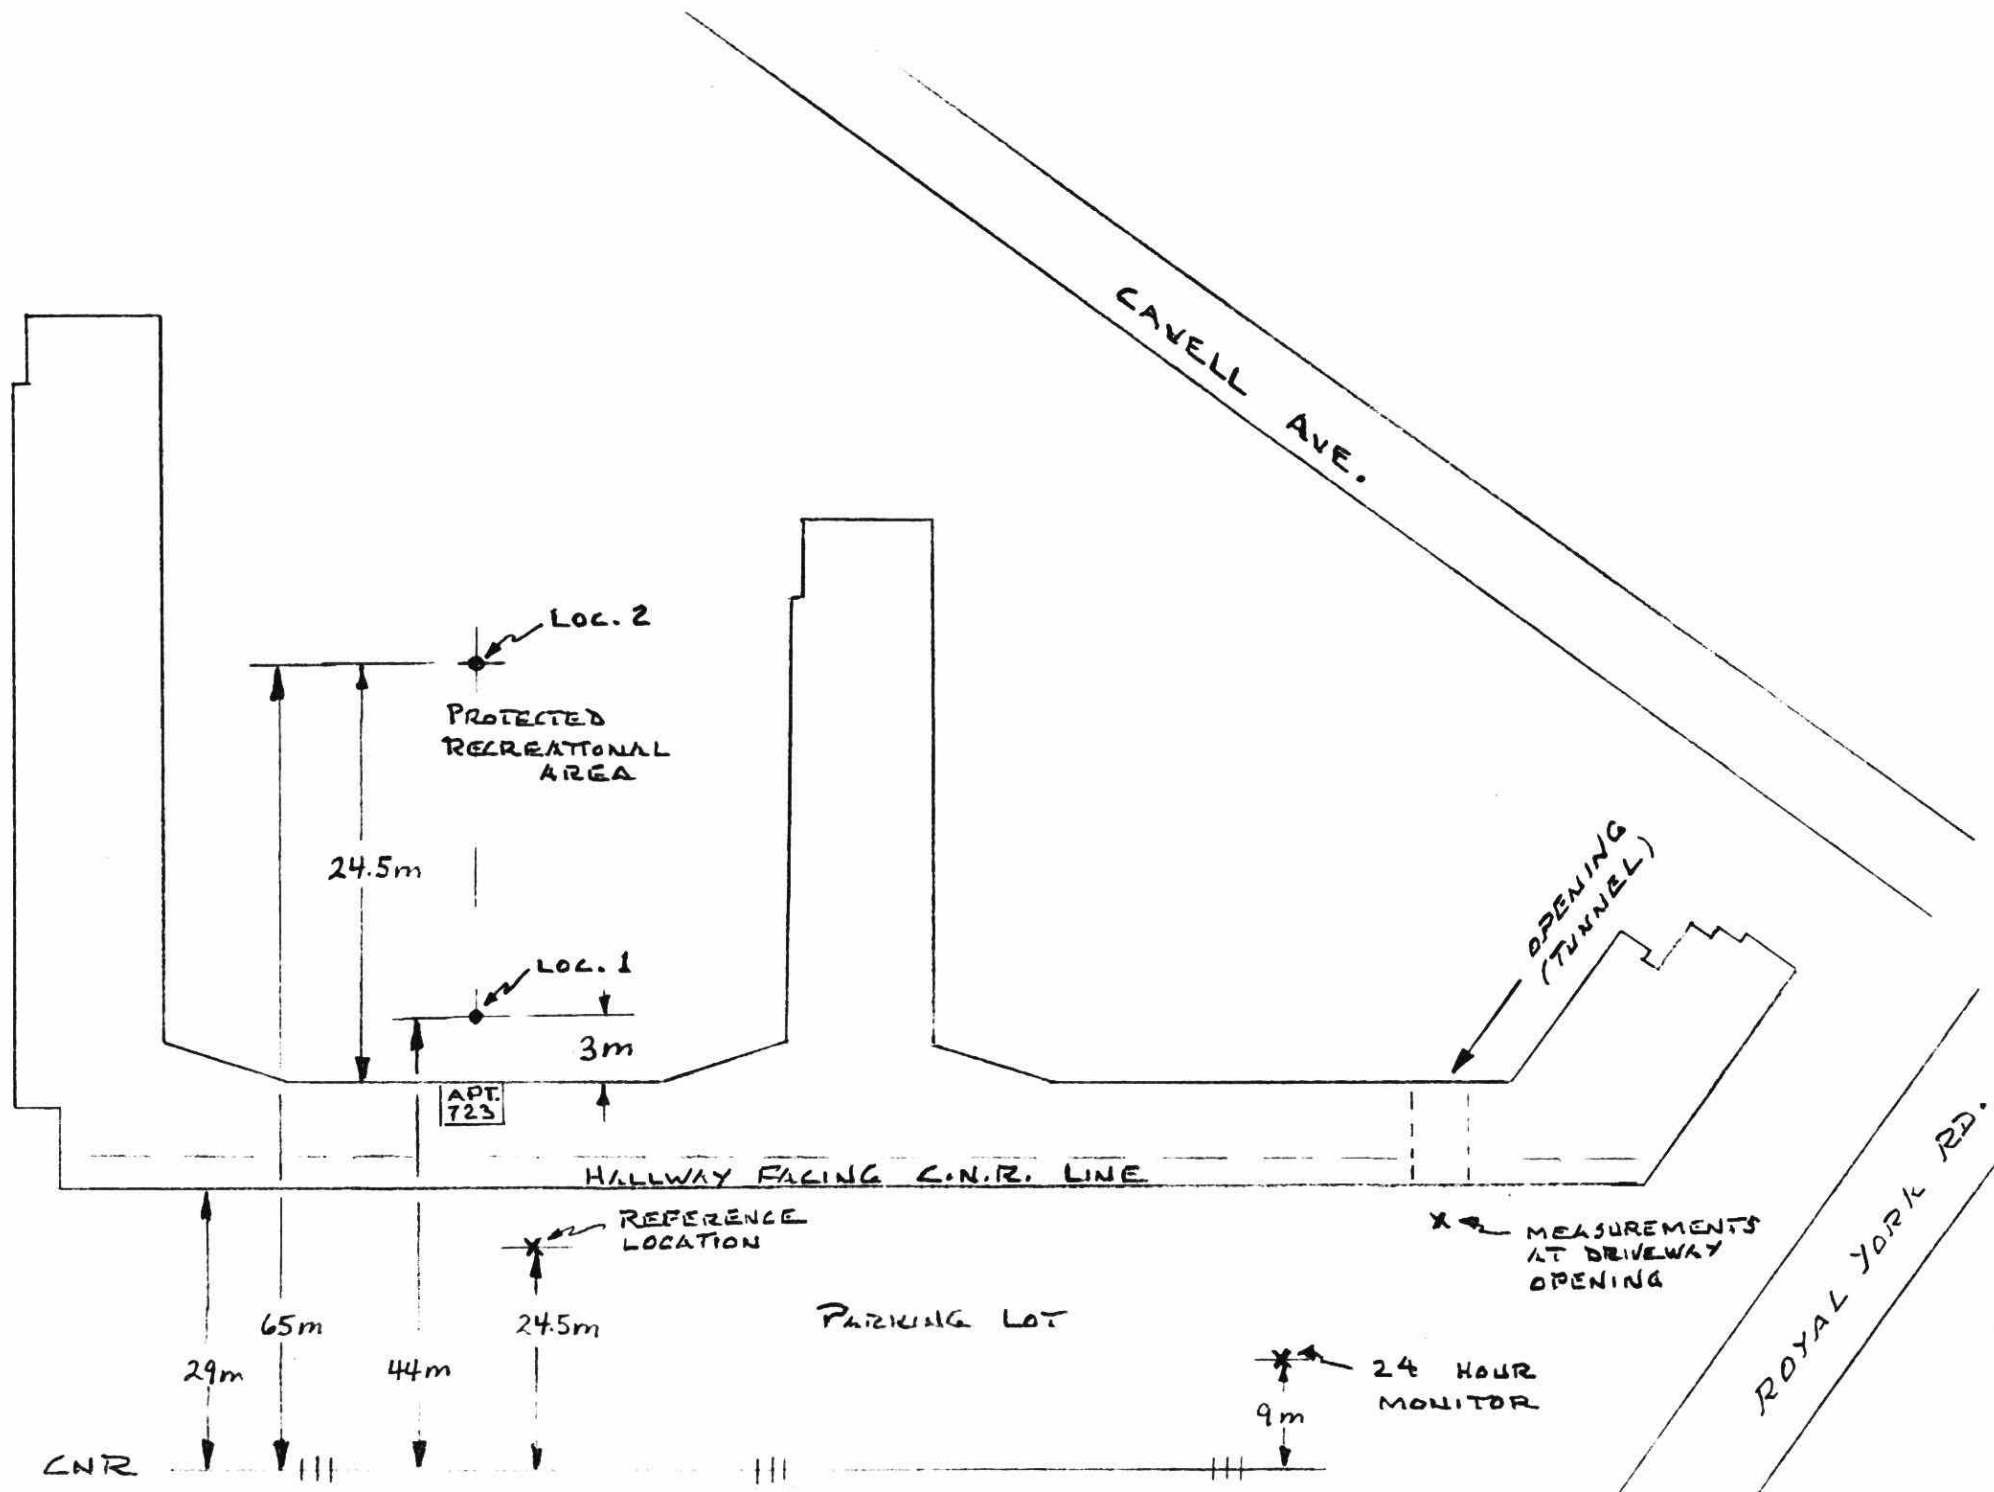 CAVELL AVE.
LOC. 2
PROTECTED
RECREATIONAL
AREA
24.5m
OPENING
(TUNNEL)
LOC. 1
3m
APT.
723
HALLWAY FACING C.N.R. LINE
REFERENCE
LOCATION
MEASUREMENTS
AT DRIVEWAY
OPENING
ROYAL YORK RD.
65m
24.5m
PARKING LOT
29m
44m
24 HOUR
MONITOR
9m
CNR